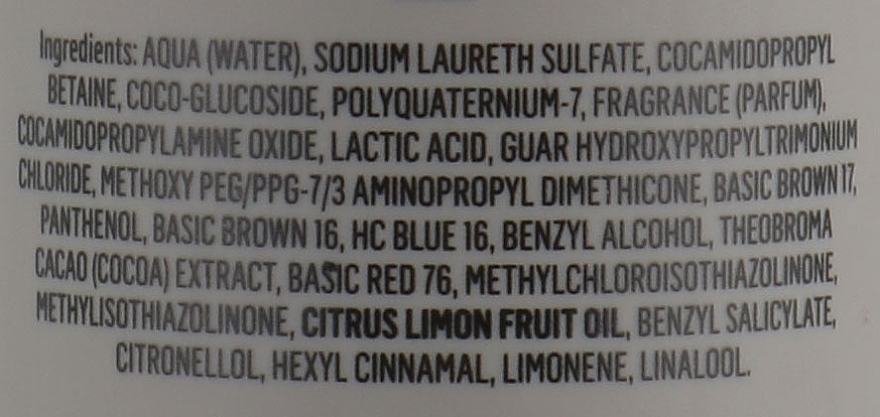 Ingredients: AQUA (WATER), SODIUM LAURETH SULFATE, COCAMIDOPROPYL
BETAINE, COCO-GLUCOSIDE, POLYQUATERNIUM-7, FRAGRANCE (PARFUM),
COCAMIDOPROPYLAMINE OXIDE, LACTIC ACID, GUAR HYDROXYPROPYLTRIMONIUM
CHLORIDE, METHOXY PEG/PPG-7/3 AMINOPROPYL DIMETHICONE, BASIC BROWN 17,
PANTHENOL, BASIC BROWN 16, HC BLUE 16, BENZYL ALCOHOL, THEOBROMA
CACAO (COCOA) EXTRACT, BASIC RED 76, METHYLCHLOROISOTHIAZOLINONE,
METHYLISOTHIAZOLINONE, CITRUS LIMON FRUIT OIL, BENZYL SALICYLATE,
CITRONELLOL, HEXYL CINNAMAL, LIMONENE, LINALOOL.